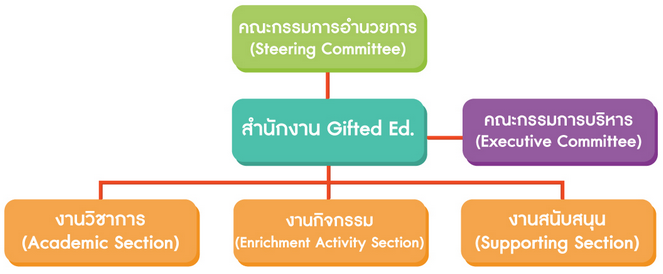 คณะกรรมการอำนวยการ
(Steering Committee)
สำนักงาน Gifted Ed.
คณะกรรมการบริหาร
(Executive Committee)
งานวิชาการ
(Academic Section)
งานกิจกรรม
(Enrichment Activity Section)
งานสนับสนุน
(Supporting Section)